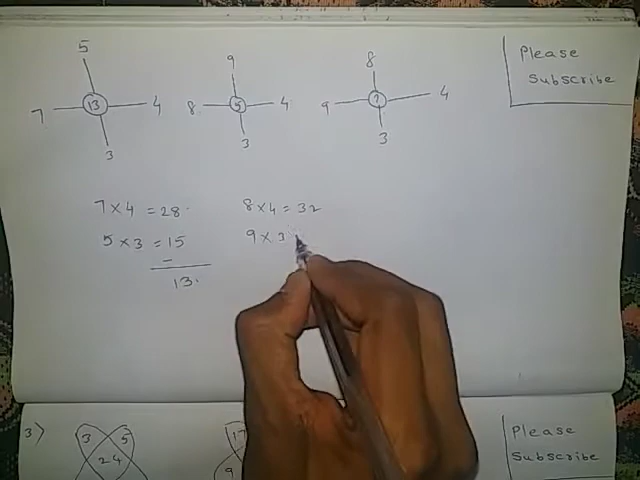 5
9
8
Please
Subscribe
7 13 4
8 5 4
9 ? 4
3
3
3
7 × 4 = 28
8 × 4 = 32
5 × 3 = 15
9 × 3
-
13
3)
3 5
24
17
9
Please
Subscribe